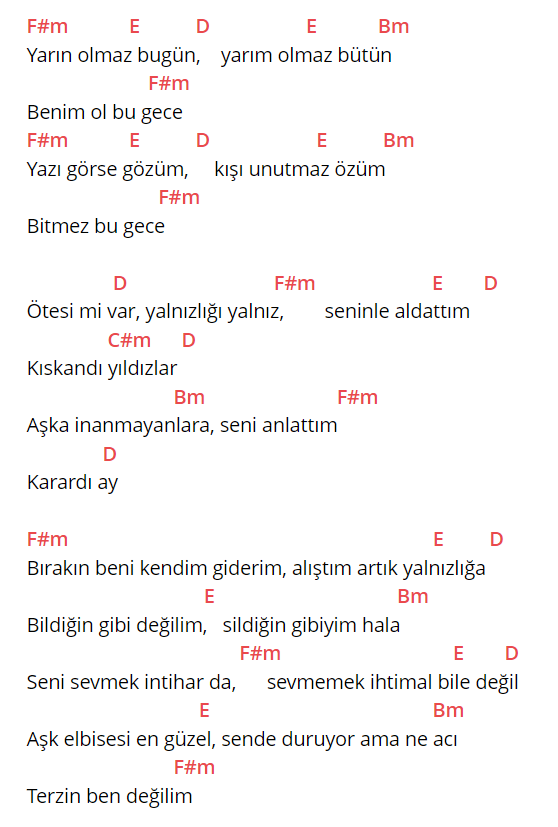 F#m E D E Bm
Yarın olmaz bugün, yarım olmaz bütün
F#m
Benim ol bu gece
F#m E D E Bm
Yazı görse gözüm, kışı unutmaz özüm
F#m
Bitmez bu gece
D F#m E D
Ötesi mi var, yalnızlığı yalnız, seninle aldattım
C#m D
Kıskandı yıldızlar
Bm F#m
Aşka inanmayanlara, seni anlattım
D
Karardı ay
F#m E D
Bırakın beni kendim giderim, alıştım artık yalnızlığa
E Bm
Bildiğin gibi değilim, sildiğin gibiyim hala
F#m E D
Seni sevmek intihar da, sevmemek ihtimal bile değil
E Bm
Aşk elbisesi en güzel, sende duruyor ama ne acı
F#m
Terzin ben değilim